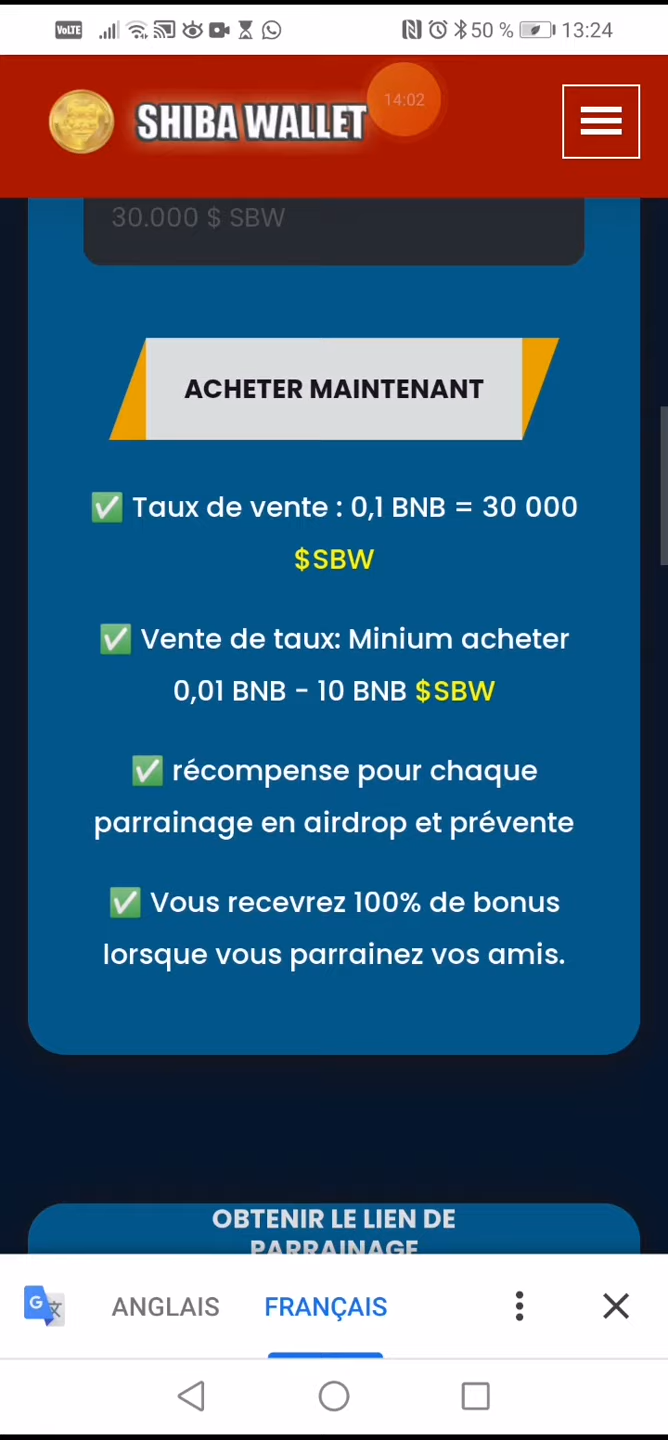 VoLTE 50 % 13:24
SHIBA WALLET 14:02
30.000 $ SBW
ACHETER MAINTENANT
✅ Taux de vente : 0,1 BNB = 30 000
$SBW
✅ Vente de taux: Minium acheter
0,01 BNB - 10 BNB $SBW
✅ récompense pour chaque
parrainage en airdrop et prévente
✅ Vous recevrez 100% de bonus
lorsque vous parrainez vos amis.
OBTENIR LE LIEN DE
PARRAINAGE
G ANGLAIS FRANÇAIS